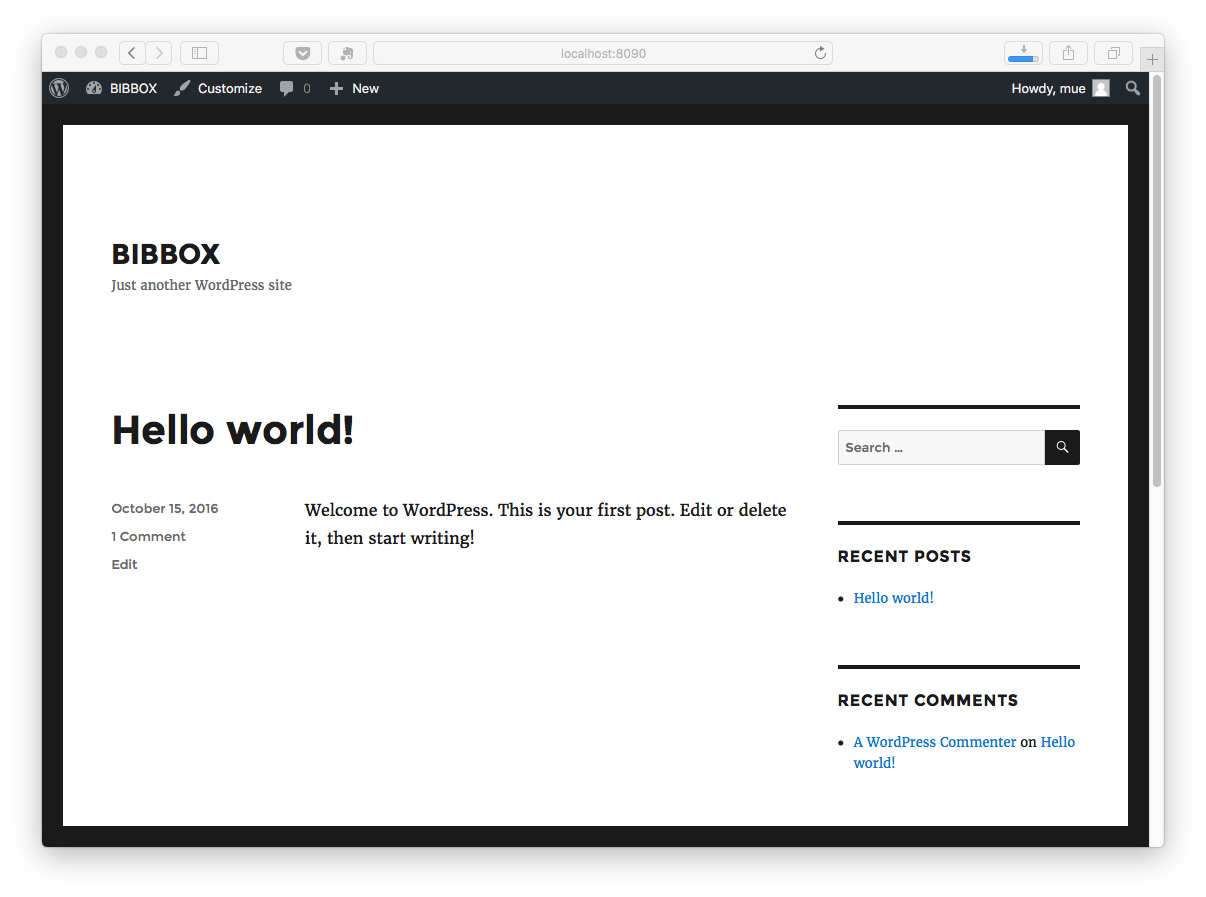 localhost:8090
BIBBOX Customize 0 New Howdy, mue
BIBBOX
Just another WordPress site
Hello world!
October 15, 2016
1 Comment
Edit
Welcome to WordPress. This is your first post. Edit or delete
it, then start writing!
Search …
RECENT POSTS
Hello world!
RECENT COMMENTS
A WordPress Commenter on Hello
world!